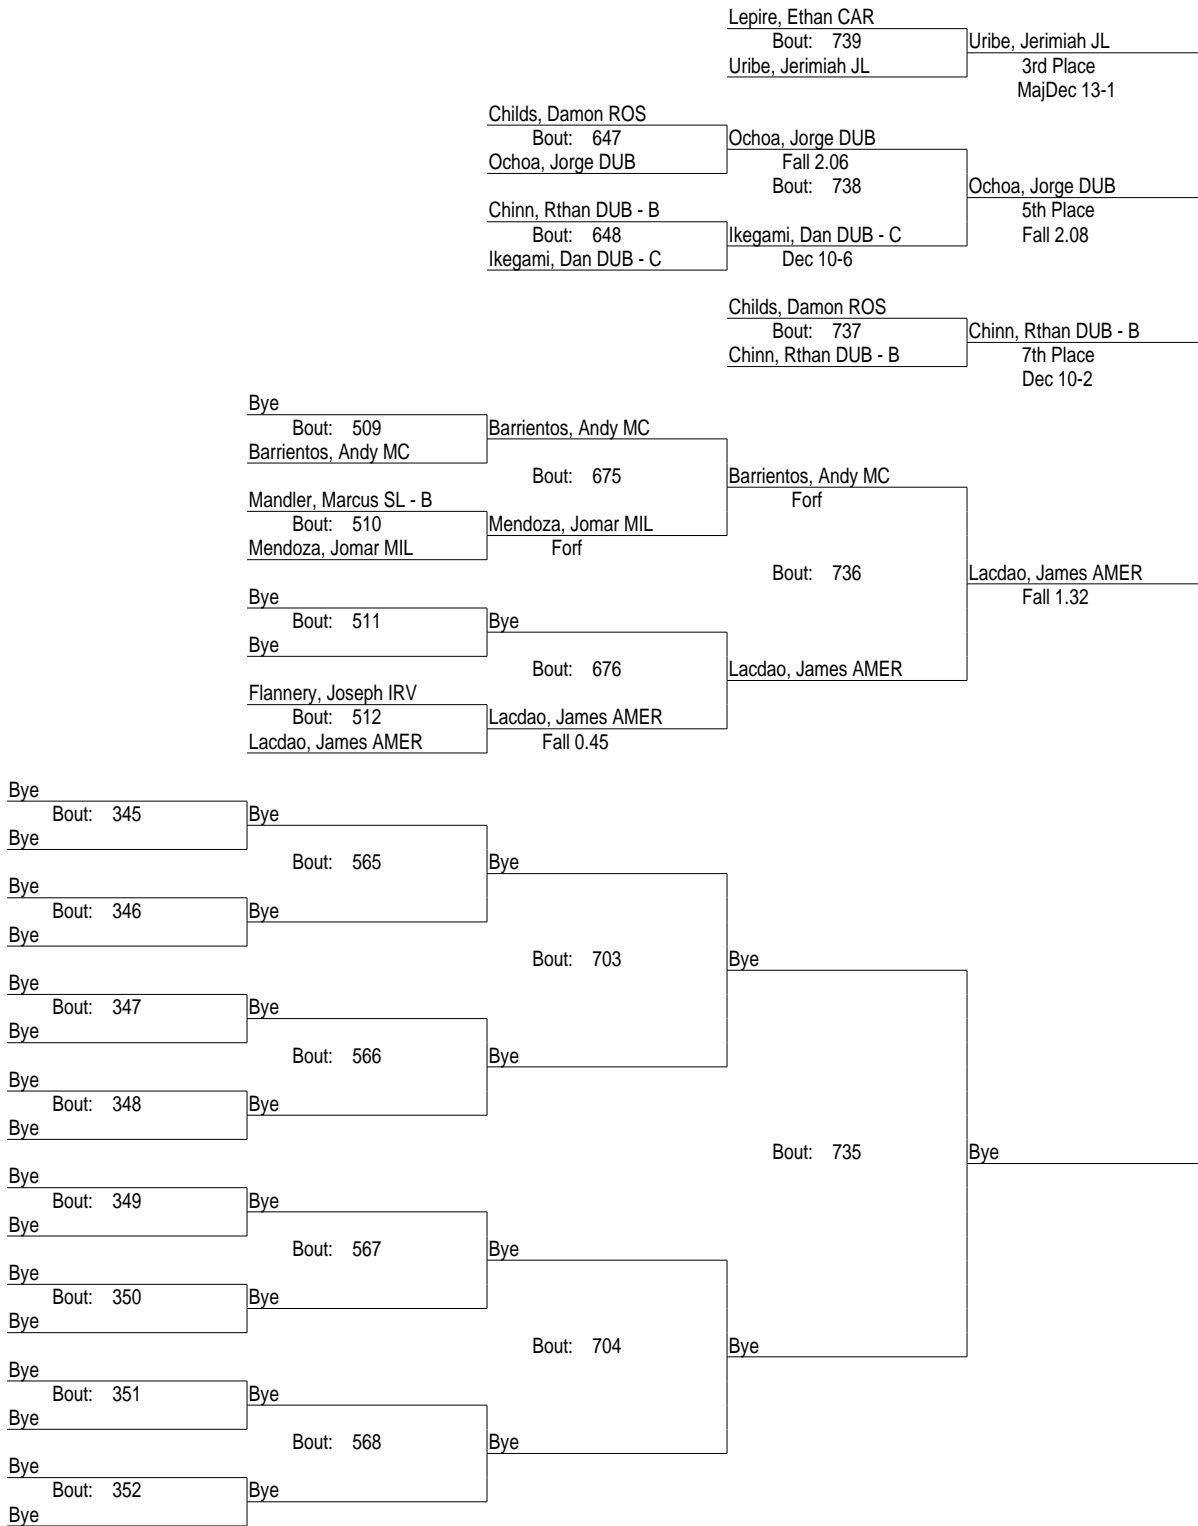 Lepire, Ethan CAR
Bout: 739
Uribe, Jerimiah JL
Uribe, Jerimiah JL
3rd Place
MajDec 13-1
Childs, Damon ROS
Bout: 647
Ochoa, Jorge DUB
Ochoa, Jorge DUB
Fall 2.06
Bout: 738
Ochoa, Jorge DUB
5th Place
Fall 2.08
Chinn, Rthan DUB - B
Bout: 648
Ikegami, Dan DUB - C
Ikegami, Dan DUB - C
Dec 10-6
Childs, Damon ROS
Bout: 737
Chinn, Rthan DUB - B
Chinn, Rthan DUB - B
7th Place
Dec 10-2
Bye
Bout: 509
Barrientos, Andy MC
Barrientos, Andy MC
Bout: 675
Barrientos, Andy MC
Forf
Mandler, Marcus SL - B
Bout: 510
Mendoza, Jomar MIL
Mendoza, Jomar MIL
Forf
Bout: 736
Lacdao, James AMER
Fall 1.32
Bye
Bout: 511
Bye
Bye
Bout: 676
Lacdao, James AMER
Flannery, Joseph IRV
Bout: 512
Lacdao, James AMER
Lacdao, James AMER
Fall 0.45
Bye
Bout: 345
Bye
Bye
Bout: 565
Bye
Bye
Bout: 346
Bye
Bye
Bout: 703
Bye
Bye
Bout: 347
Bye
Bye
Bout: 566
Bye
Bye
Bout: 348
Bye
Bye
Bout: 735
Bye
Bye
Bout: 349
Bye
Bye
Bout: 567
Bye
Bye
Bout: 350
Bye
Bye
Bout: 704
Bye
Bye
Bout: 351
Bye
Bye
Bout: 568
Bye
Bye
Bout: 352
Bye
Bye